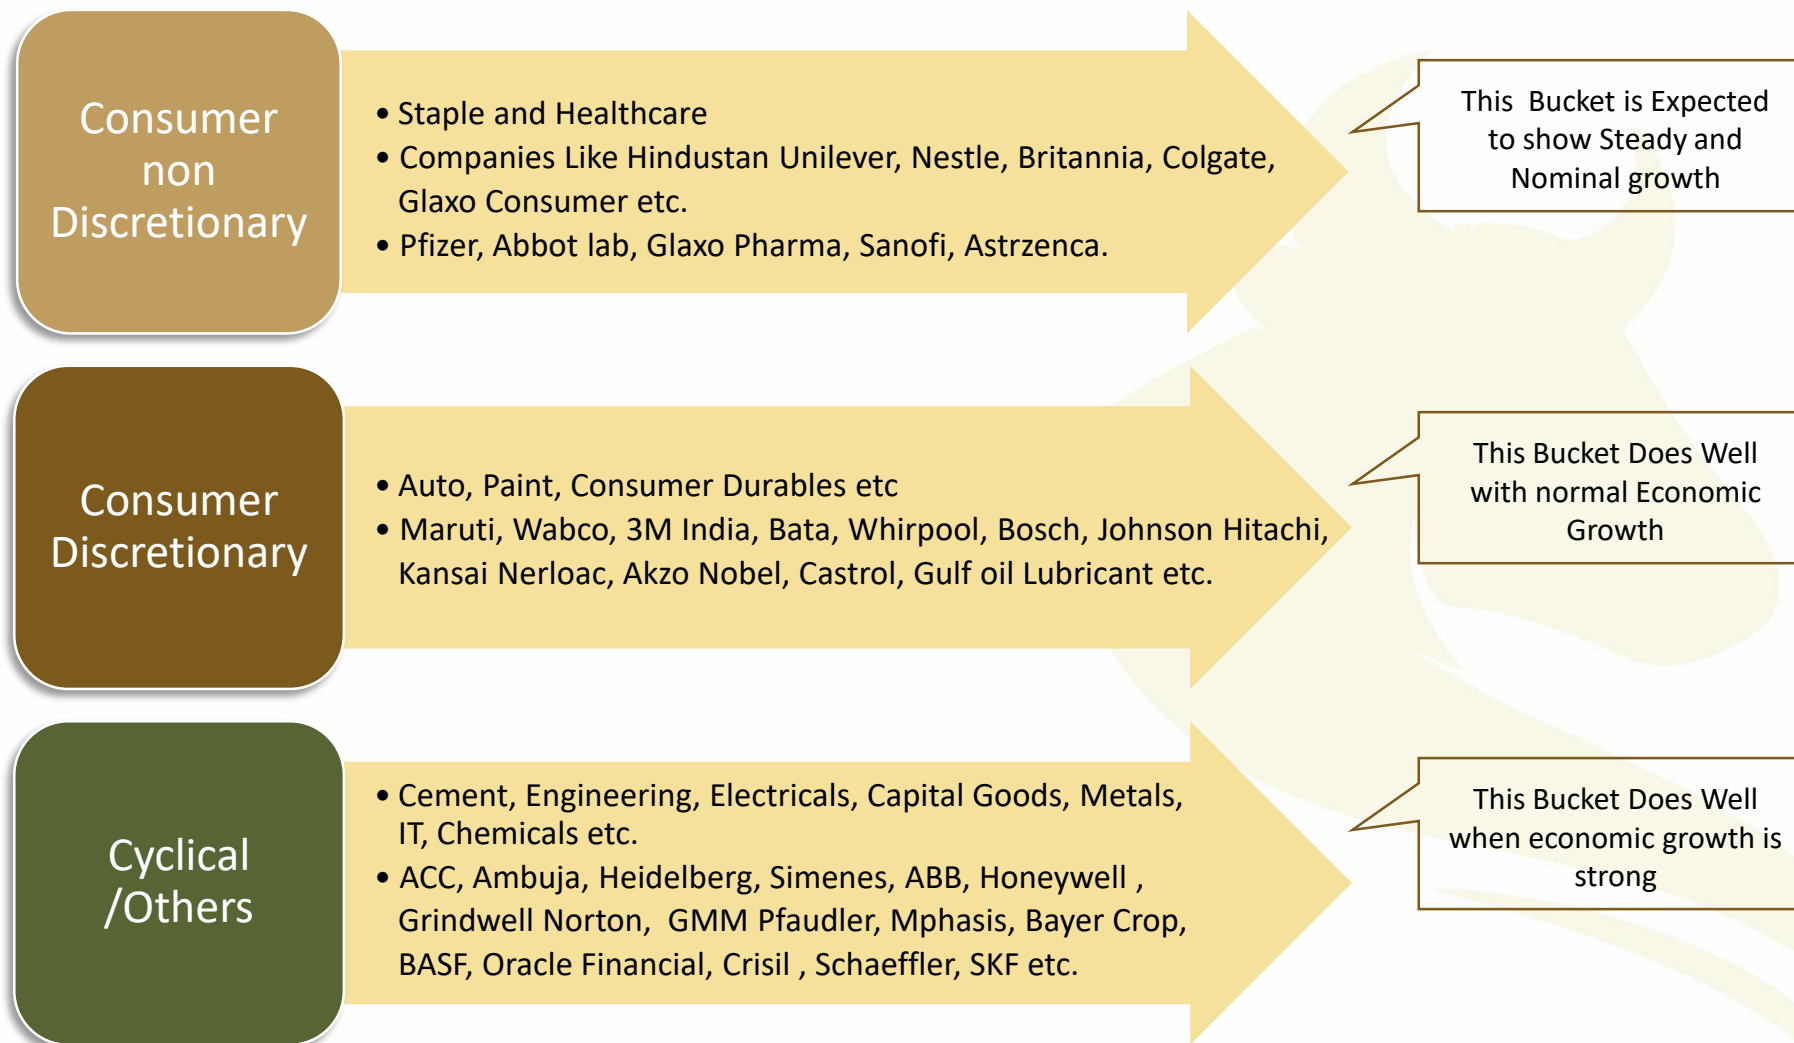 Consumer
non
Discretionary
• Staple and Healthcare
• Companies Like Hindustan Unilever, Nestle, Britannia, Colgate,
Glaxo Consumer etc.
• Pfizer, Abbot lab, Glaxo Pharma, Sanofi, Astrzenca.
This Bucket is Expected
to show Steady and
Nominal growth
Consumer
Discretionary
• Auto, Paint, Consumer Durables etc
• Maruti, Wabco, 3M India, Bata, Whirpool, Bosch, Johnson Hitachi,
Kansai Nerloac, Akzo Nobel, Castrol, Gulf oil Lubricant etc.
This Bucket Does Well
with normal Economic
Growth
Cyclical
/Others
• Cement, Engineering, Electricals, Capital Goods, Metals,
IT, Chemicals etc.
• ACC, Ambuja, Heidelberg, Simenes, ABB, Honeywell ,
Grindwell Norton, GMM Pfaudler, Mphasis, Bayer Crop,
BASF, Oracle Financial, Crisil , Schaeffler, SKF etc.
This Bucket Does Well
when economic growth is
strong